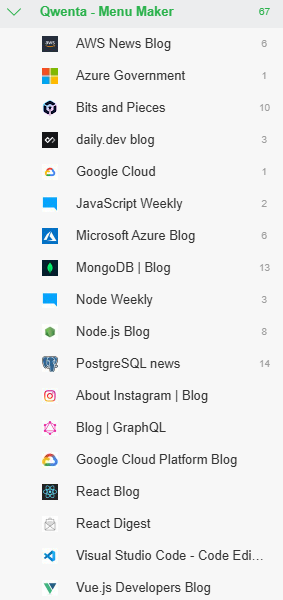 Qwenta - Menu Maker 67
AWS News Blog 6
Azure Government 1
Bits and Pieces 10
daily.dev blog 3
Google Cloud 1
JavaScript Weekly 2
Microsoft Azure Blog 6
MongoDB | Blog 13
Node Weekly 3
Node.js Blog 8
PostgreSQL news 14
About Instagram | Blog
Blog | GraphQL
Google Cloud Platform Blog
React Blog
React Digest
Visual Studio Code - Code Edi...
Vue.js Developers Blog